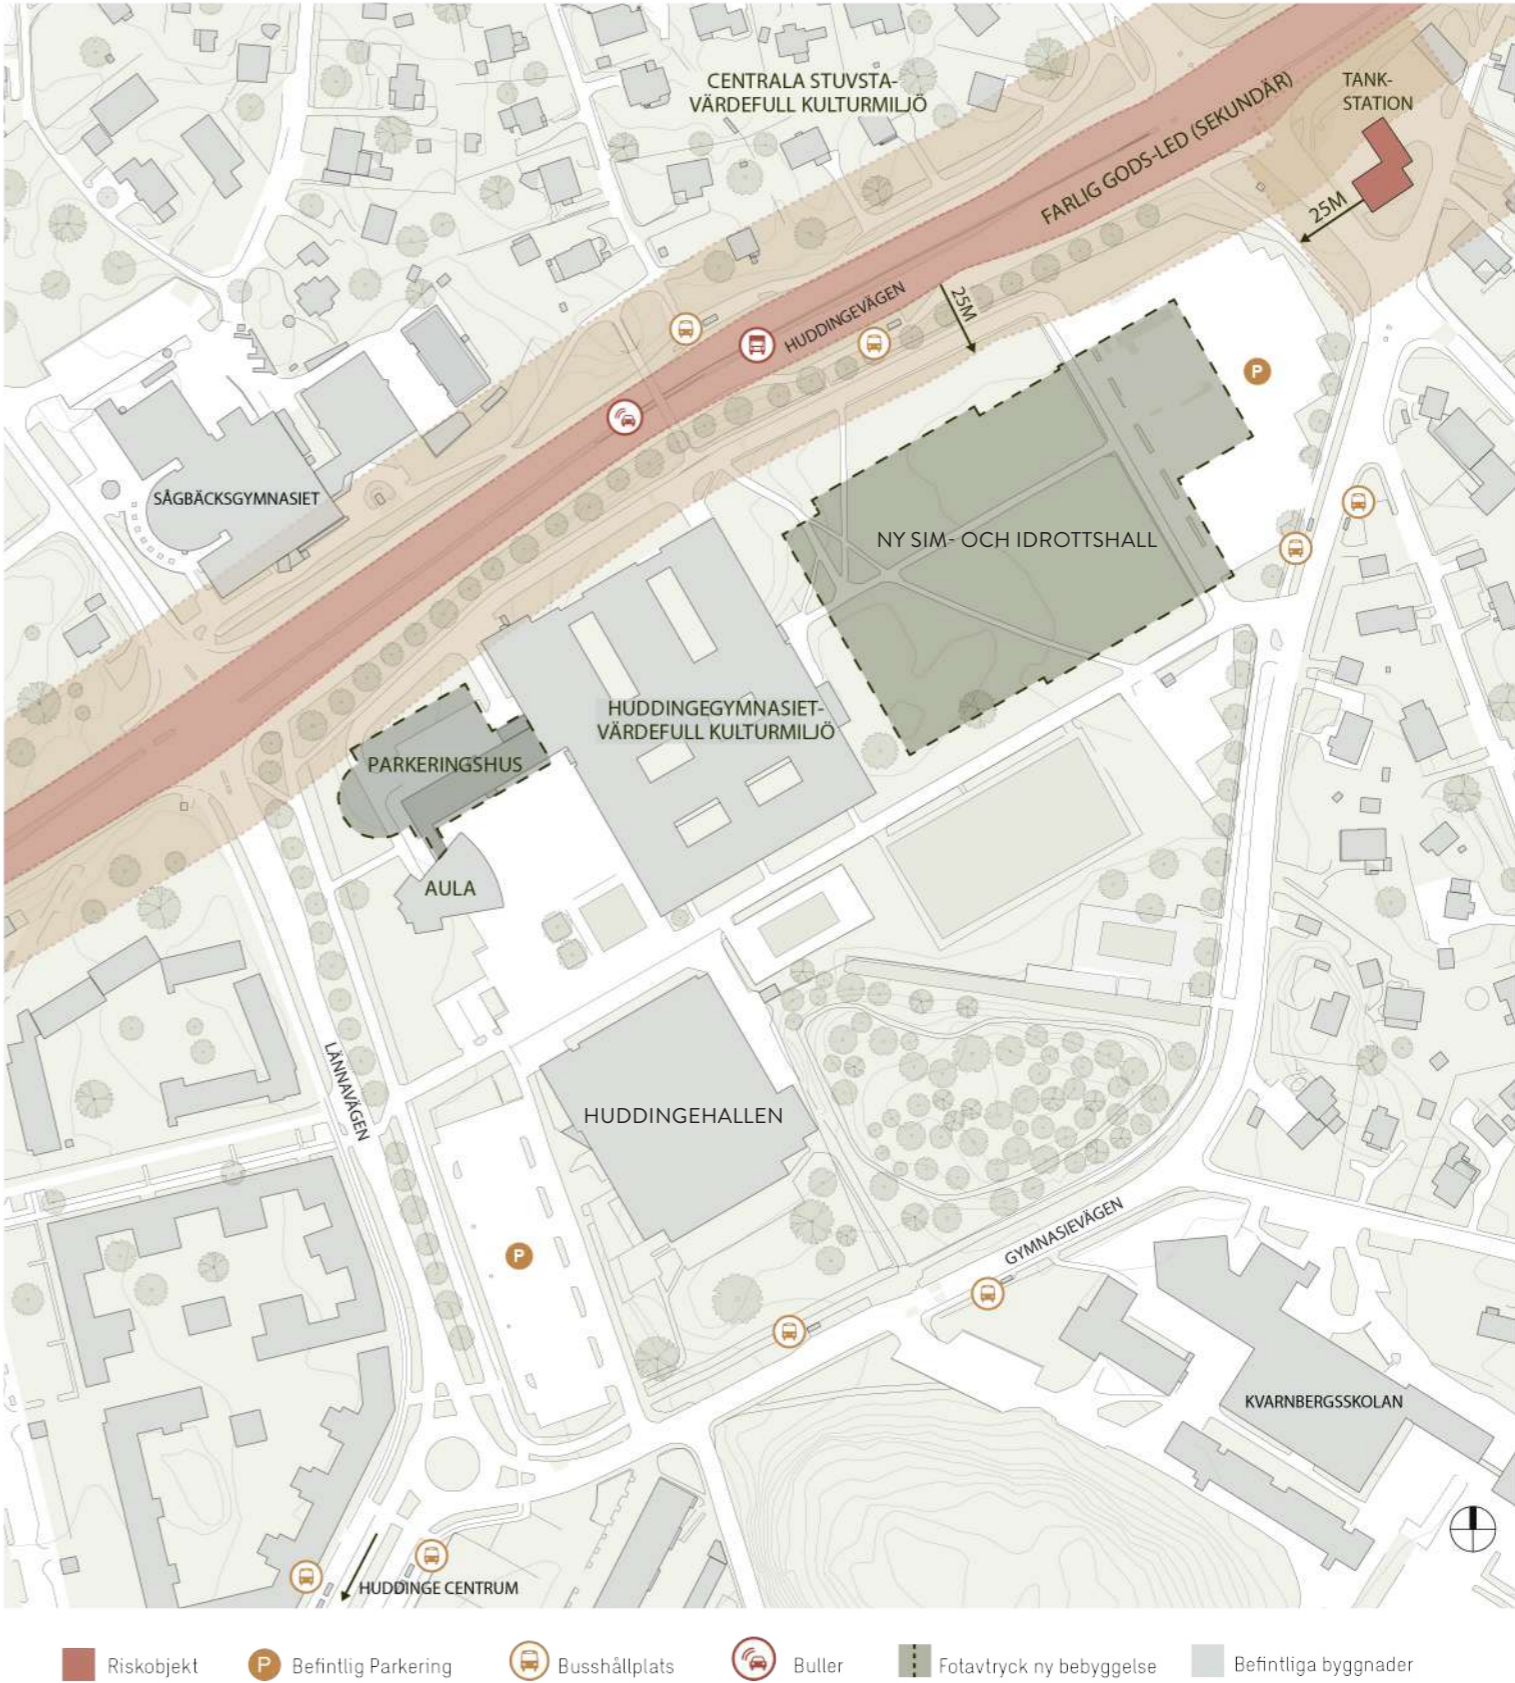 CENTRALA STUVSTA-
VÄRDEFULL KULTURMILJÖ
TANK-
STATION
FARLIG GODS-LED (SEKUNDÄR)
25M
HUDDINGEVÄGEN
25M
P
SÅGBÄCKSGYMNASIET
NY SIM- OCH IDROTTSHALL
HUDDINGEGYMNASIET-
VÄRDEFULL KULTURMILJÖ
PARKERINGSHUS
AULA
LÄNNAVÄGEN
HUDDINGEHALLEN
GYMNASIEVÄGEN
P
KVARNBERGSSKOLAN
HUDDINGE CENTRUM
Riskobjekt
P Befintlig Parkering
Busshållplats
Buller
Fotavtryck ny bebyggelse
Befintliga byggnader